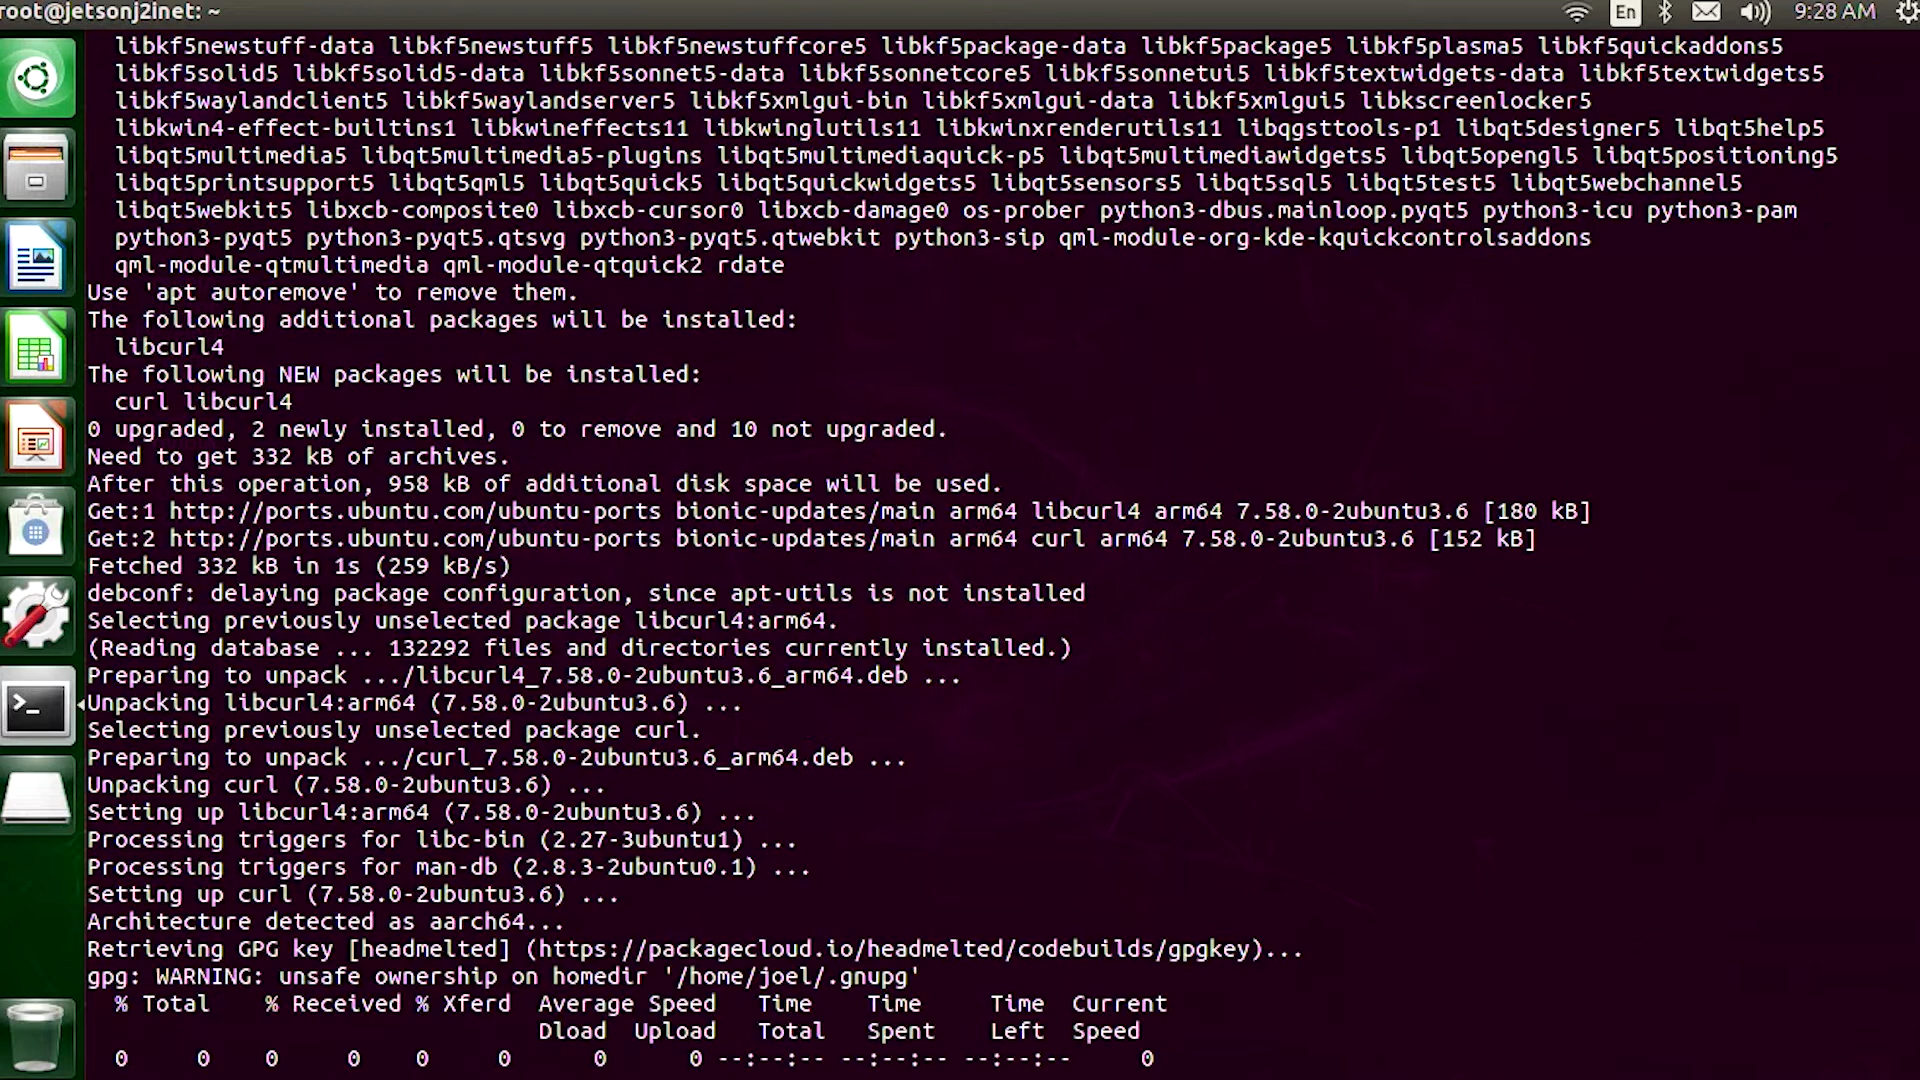 root@jetsonj2inet: ~
En
9:28 AM
libkf5newstuff-data libkf5newstuff5 libkf5newstuffcore5 libkf5package-data libkf5package5 libkf5plasma5 libkf5quickaddons5
libkf5solid5 libkf5solid5-data libkf5sonnet5-data libkf5sonnetcore5 libkf5sonnetui5 libkf5textwidgets-data libkf5textwidgets5
libkf5waylandclient5 libkf5waylandserver5 libkf5xmlgui-bin libkf5xmlgui-data libkf5xmlgui5 libkscreenlocker5
libkwin4-effect-builtins1 libkwineffects11 libkwinglutils11 libkwinxrenderutils11 libqgsttools-p1 libqt5designer5 libqt5help5
libqt5multimedia5 libqt5multimedia5-plugins libqt5multimediaquick-p5 libqt5multimediawidgets5 libqt5opengl5 libqt5positioning5
libqt5printsupport5 libqt5qml5 libqt5quick5 libqt5quickwidgets5 libqt5sensors5 libqt5sql5 libqt5test5 libqt5webchannel5
libqt5webkit5 libxcb-composite0 libxcb-cursor0 libxcb-damage0 os-prober python3-dbus.mainloop.pyqt5 python3-icu python3-pam
python3-pyqt5 python3-pyqt5.qtsvg python3-pyqt5.qtwebkit python3-sip qml-module-org-kde-kquickcontrolsaddons
qml-module-qtmultimedia qml-module-qtquick2 rdate
Use 'apt autoremove' to remove them.
The following additional packages will be installed:
libcurl4
The following NEW packages will be installed:
curl libcurl4
0 upgraded, 2 newly installed, 0 to remove and 10 not upgraded.
Need to get 332 kB of archives.
After this operation, 958 kB of additional disk space will be used.
Get:1 http://ports.ubuntu.com/ubuntu-ports bionic-updates/main arm64 libcurl4 arm64 7.58.0-2ubuntu3.6 [180 kB]
Get:2 http://ports.ubuntu.com/ubuntu-ports bionic-updates/main arm64 curl arm64 7.58.0-2ubuntu3.6 [152 kB]
Fetched 332 kB in 1s (259 kB/s)
debconf: delaying package configuration, since apt-utils is not installed
Selecting previously unselected package libcurl4:arm64.
(Reading database ... 132292 files and directories currently installed.)
Preparing to unpack .../libcurl4_7.58.0-2ubuntu3.6_arm64.deb ...
Unpacking libcurl4:arm64 (7.58.0-2ubuntu3.6) ...
Selecting previously unselected package curl.
Preparing to unpack .../curl_7.58.0-2ubuntu3.6_arm64.deb ...
Unpacking curl (7.58.0-2ubuntu3.6) ...
Setting up libcurl4:arm64 (7.58.0-2ubuntu3.6) ...
Processing triggers for libc-bin (2.27-3ubuntu1) ...
Processing triggers for man-db (2.8.3-2ubuntu0.1) ...
Setting up curl (7.58.0-2ubuntu3.6) ...
Architecture detected as aarch64...
Retrieving GPG key [headmelted] (https://packagecloud.io/headmelted/codebuilds/gpgkey)...
gpg: WARNING: unsafe ownership on homedir '/home/joel/.gnupg'
% Total % Received % Xferd Average Speed Time Time Time Current
Dload Upload Total Spent Left Speed
0 0 0 0 0 0 0 0 --:--:-- --:--:-- --:--:-- 0